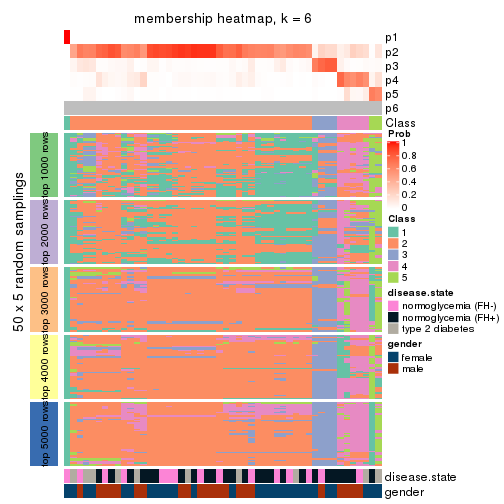 membership heatmap, k = 6
p1
p2
p3
p4
p5
p6
Class
Prob
1
0.8
0.6
0.4
0.2
0
Class
1
2
3
4
5
disease.state
normoglycemia (FH-)
normoglycemia (FH+)
type 2 diabetes
gender
female
male
50 x 5 random samplings
top 1000 rows
top 2000 rows
top 3000 rows
top 4000 rows
top 5000 rows
disease.state
gender